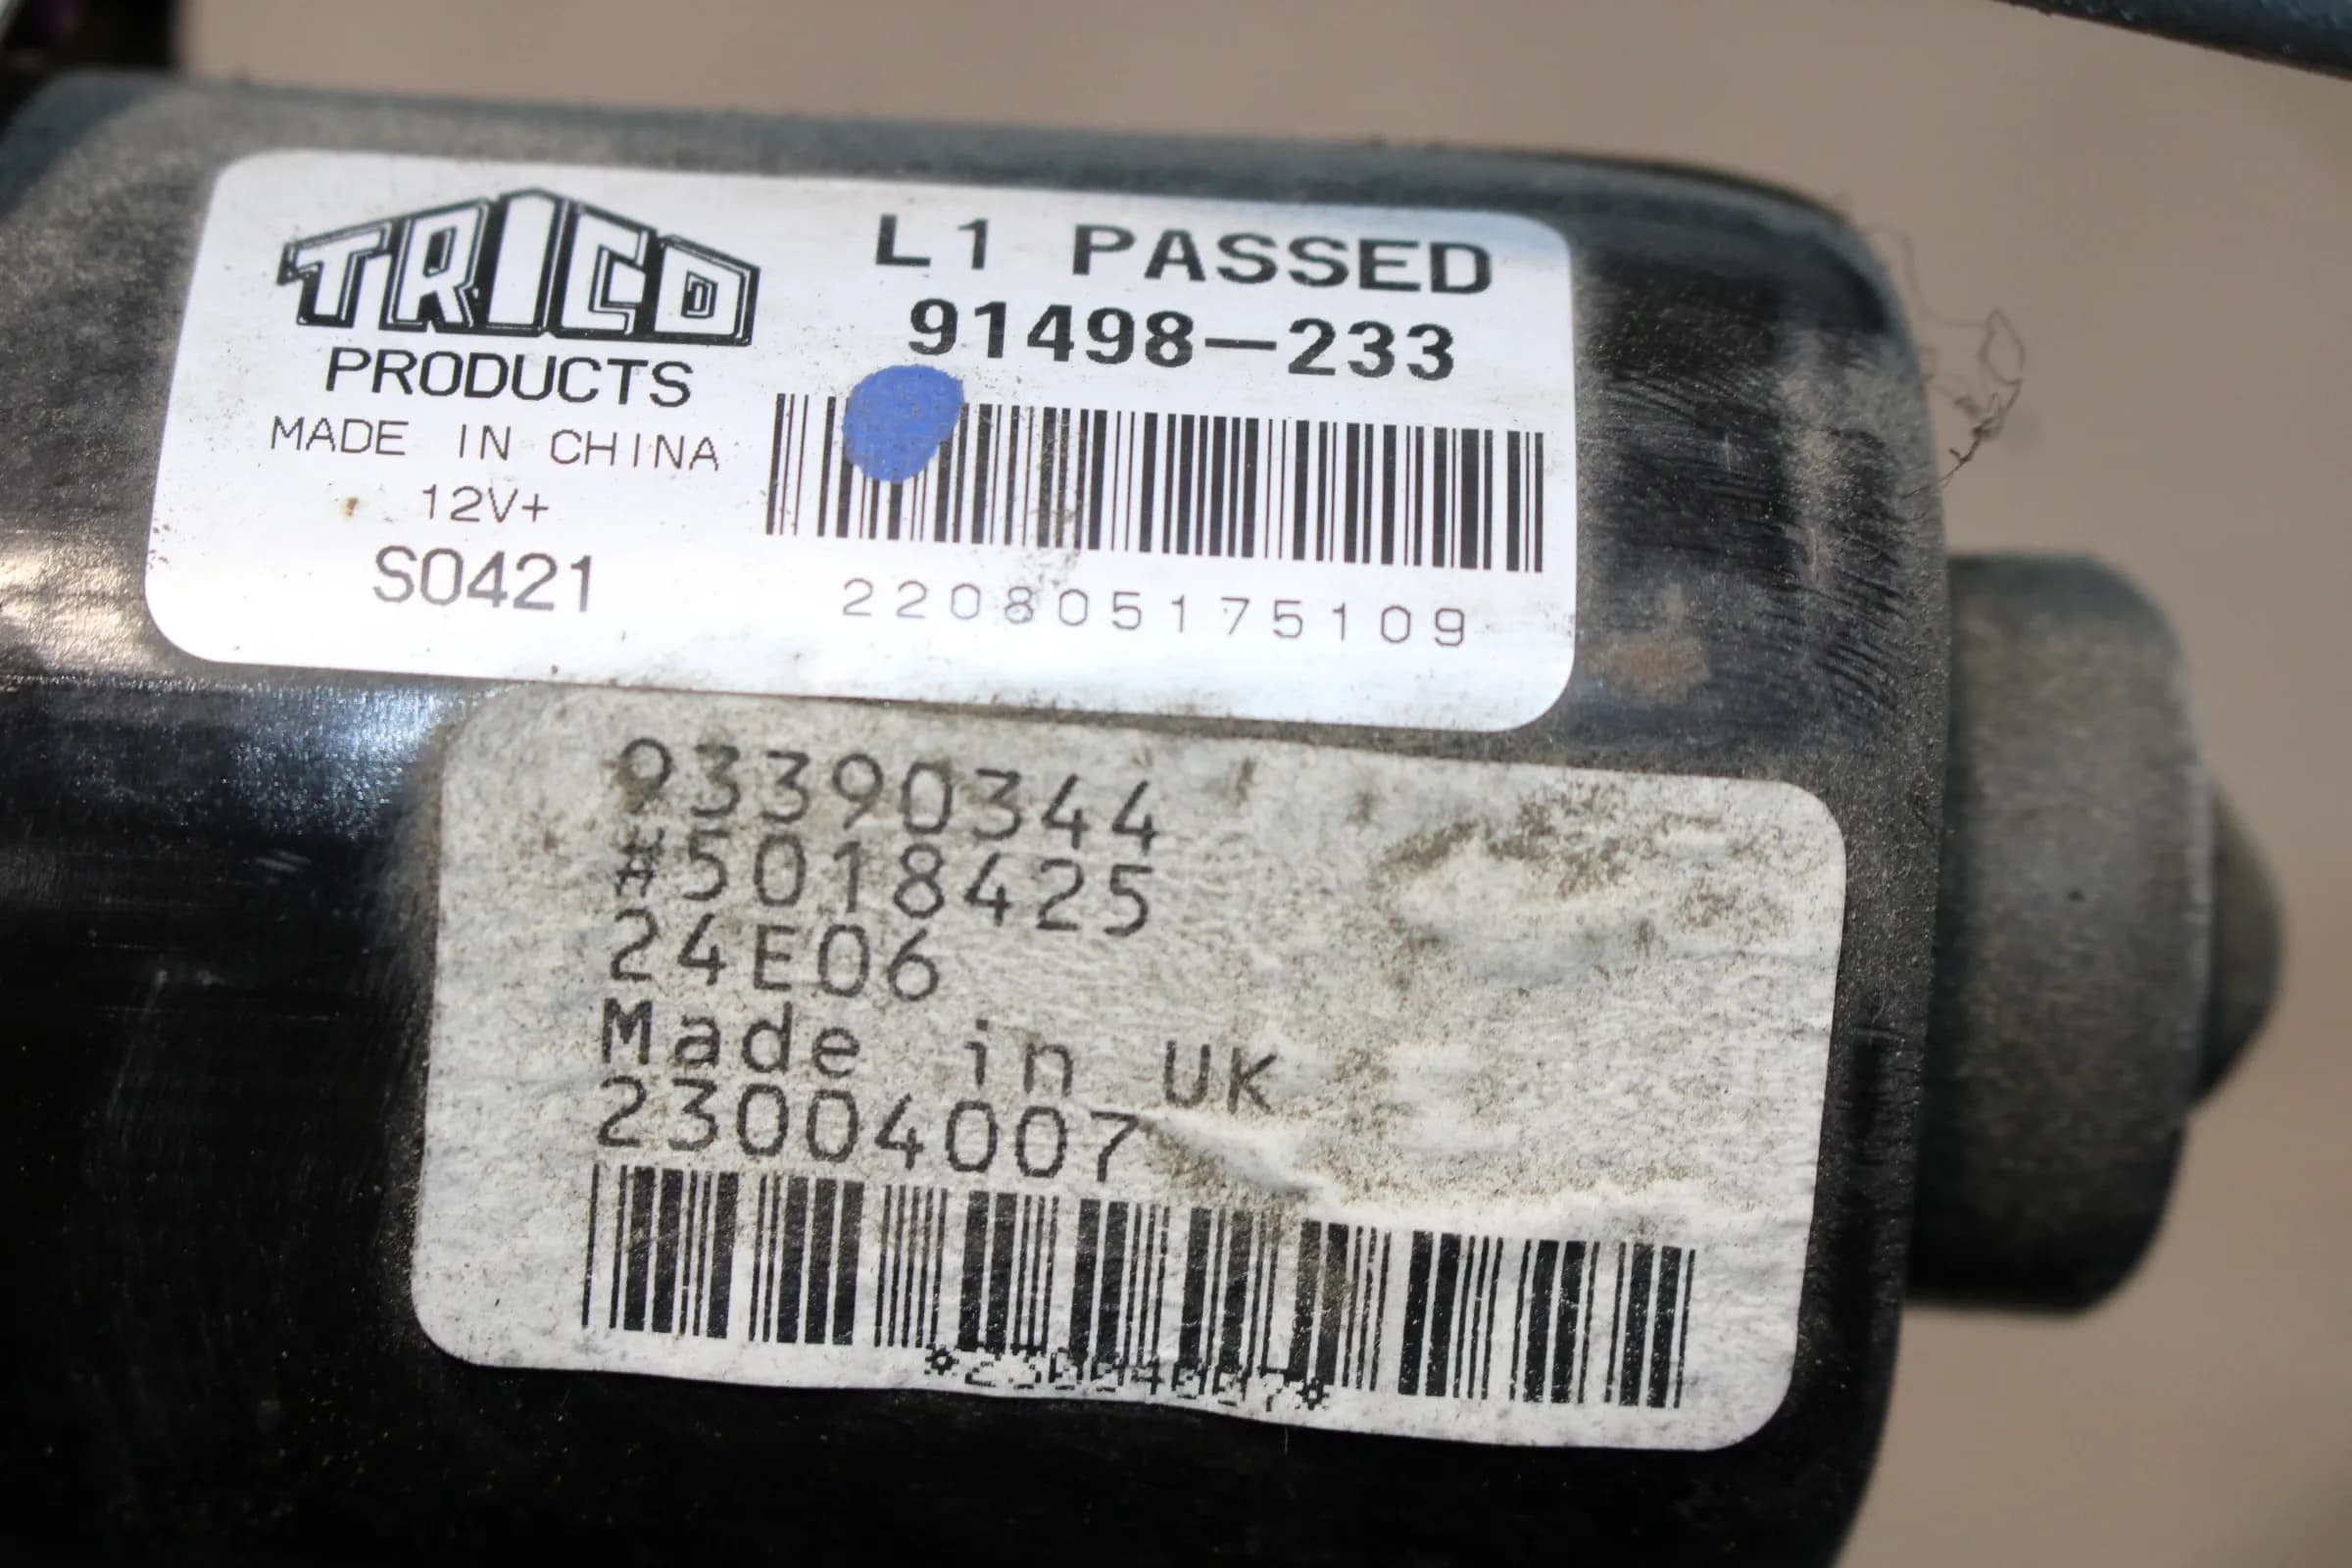 TRICO
PRODUCTS
MADE IN CHINA
12V+
S0421
L1 PASSED
91498-233
220805175109
93390344
#5018425
24E06
Made in UK
23004007
*23004007*